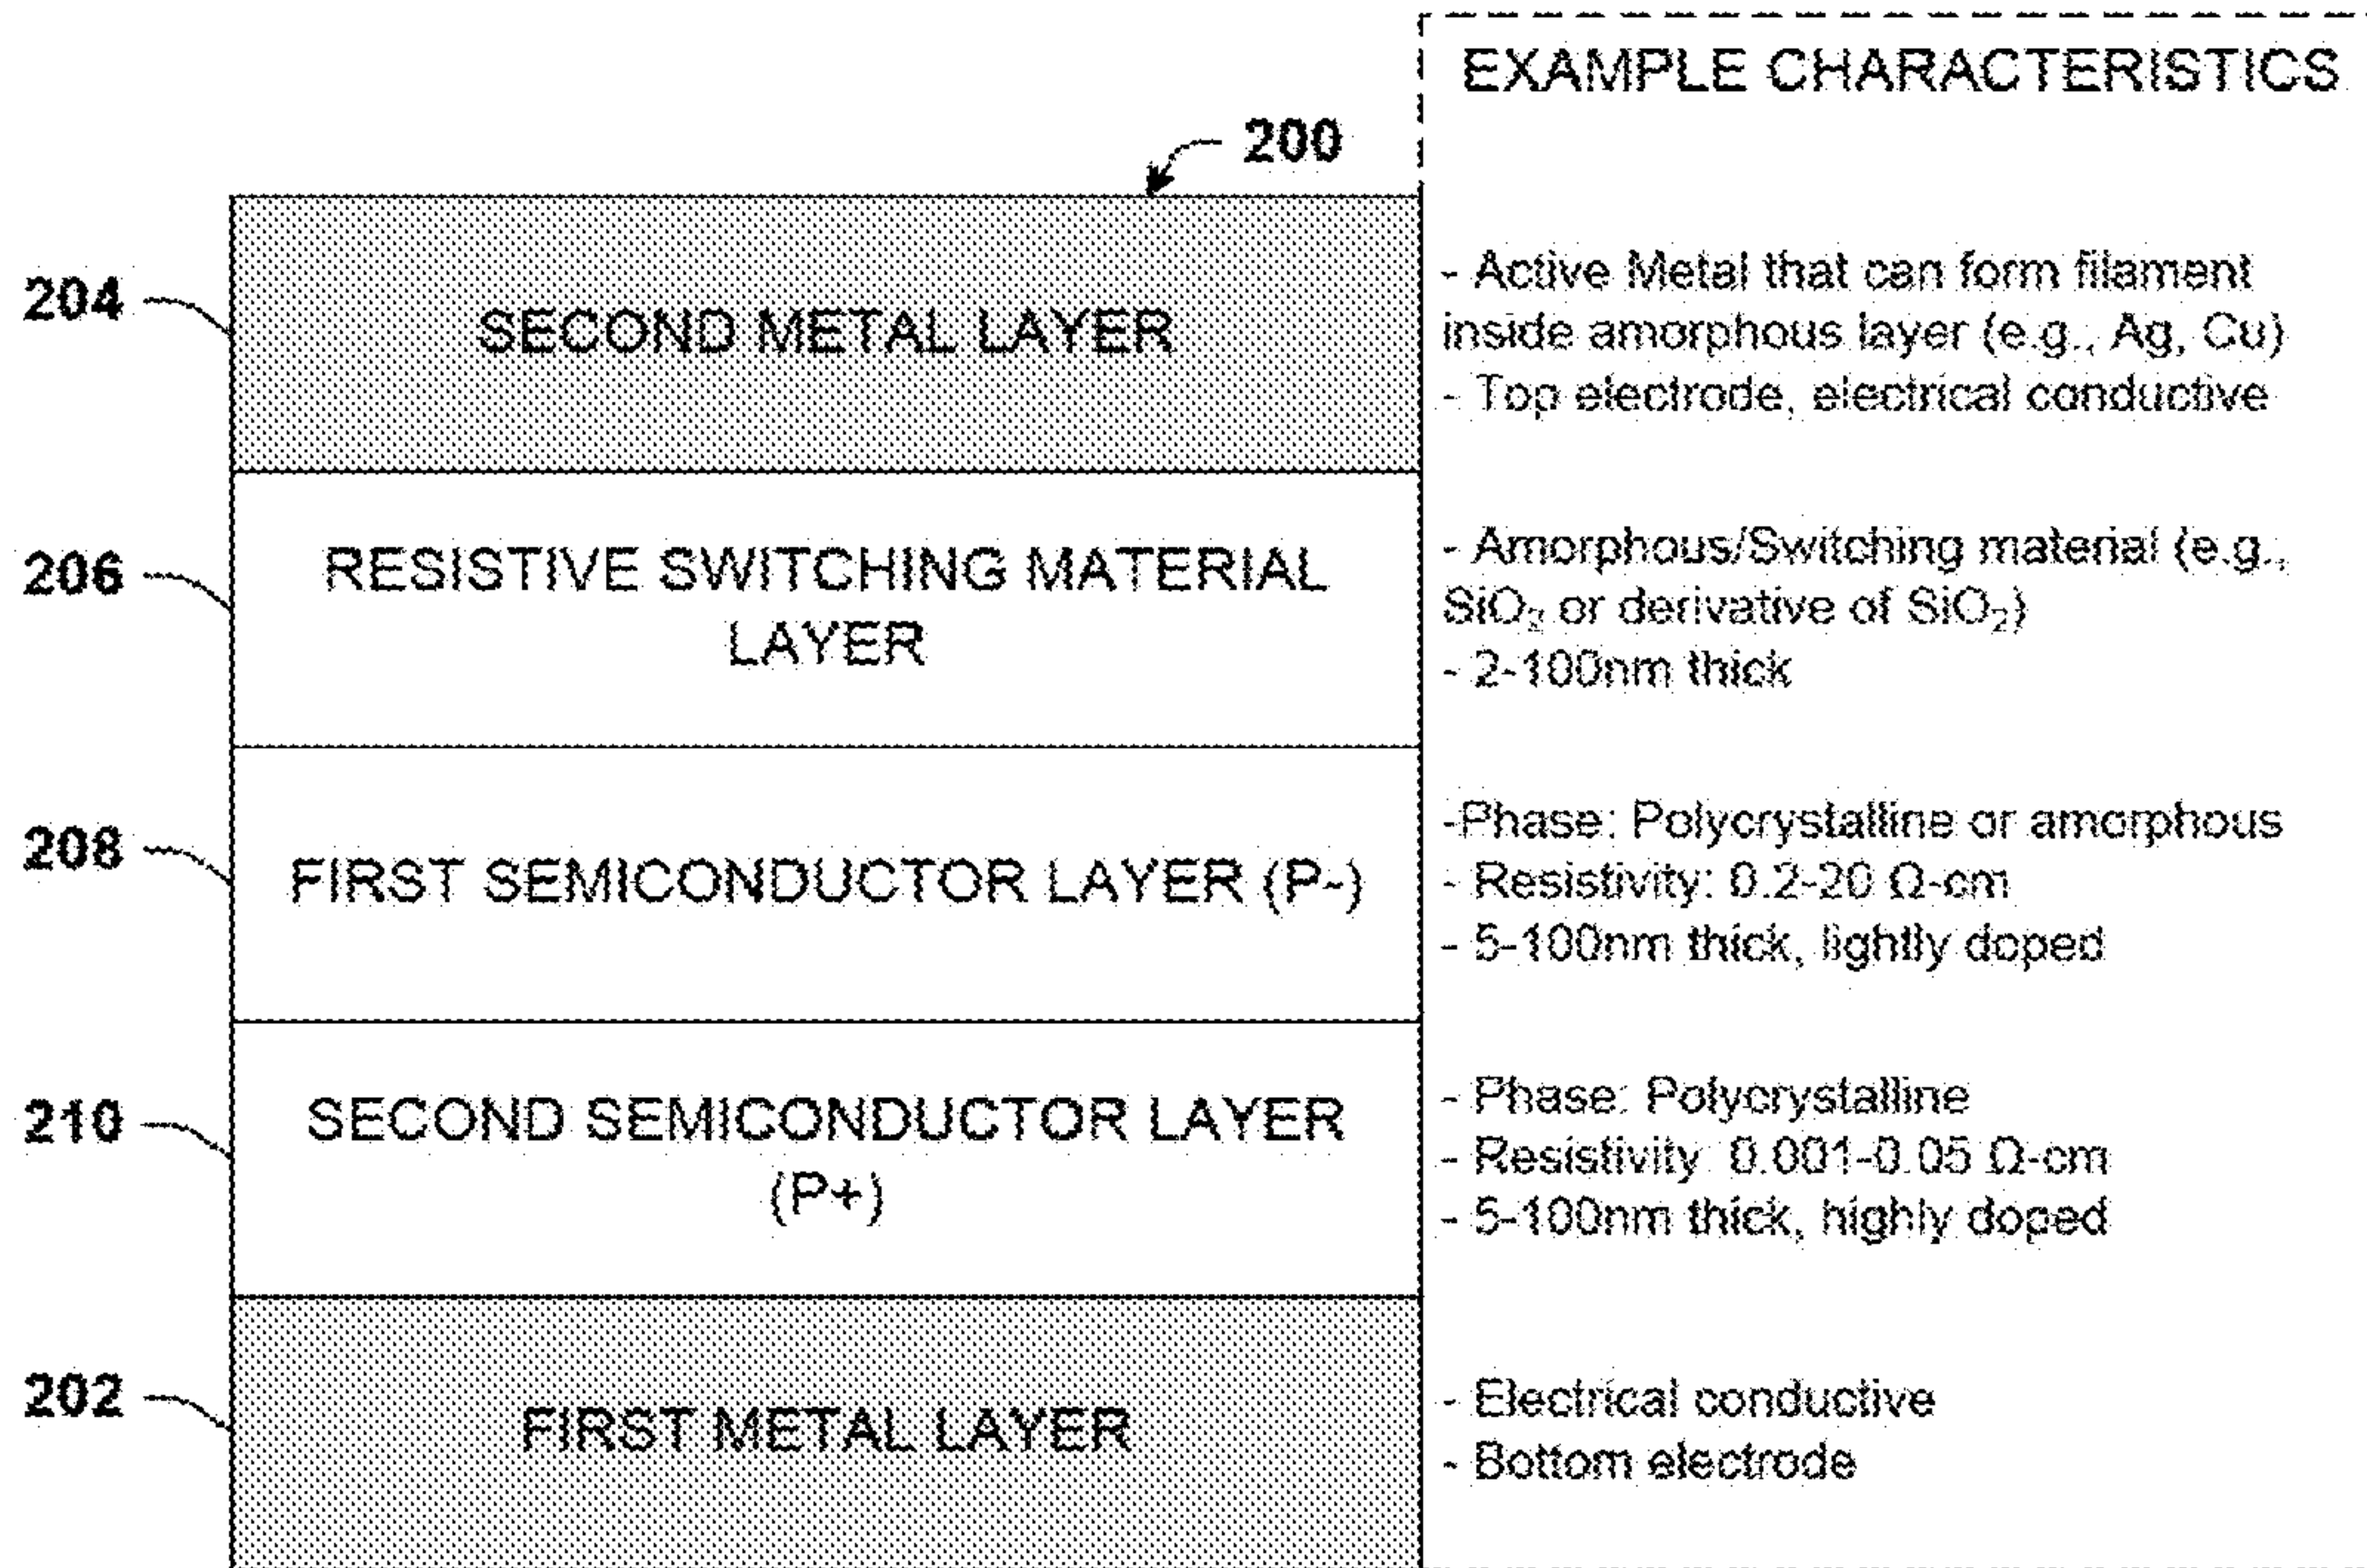 EXAMPLE CHARACTERISTICS
200
204
SECOND METAL LAYER
- Active Metal that can form filament
inside amorphous layer (e.g., Ag, Cu)
- Top electrode, electrical conductive
206
RESISTIVE SWITCHING MATERIAL
LAYER
- Amorphous/Switching material (e.g.,
SiO₂ or derivative of SiO₂)
- 2-100nm thick
208
FIRST SEMICONDUCTOR LAYER (P-)
-Phase: Polycrystalline or amorphous
- Resistivity: 0.2-20 Ω-cm
- 5-100nm thick, lightly doped
210
SECOND SEMICONDUCTOR LAYER
(P+)
- Phase: Polycrystalline
- Resistivity: 0.001-0.05 Ω-cm
- 5-100nm thick, highly doped
202
FIRST METAL LAYER
- Electrical conductive
- Bottom electrode